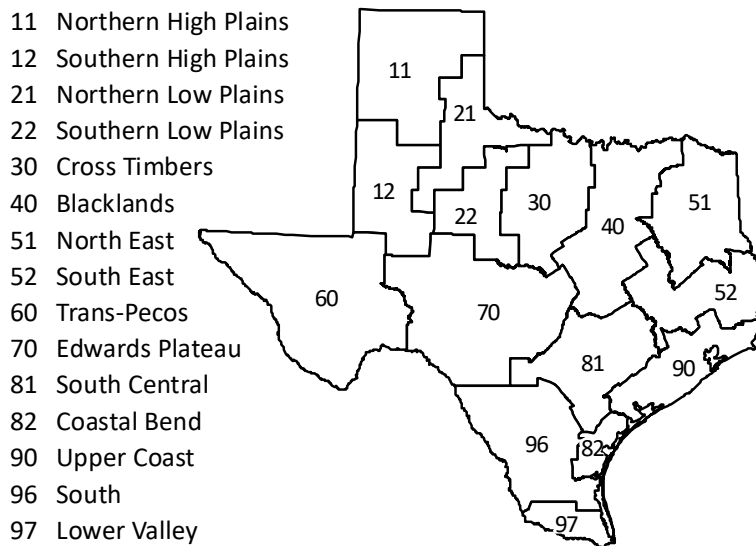 11 Northern High Plains
12 Southern High Plains
21 Northern Low Plains
22 Southern Low Plains
30 Cross Timbers
40 Blacklands
51 North East
52 South East
60 Trans-Pecos
70 Edwards Plateau
81 South Central
82 Coastal Bend
90 Upper Coast
96 South
97 Lower Valley
11
21
12
22
30
40
51
52
60
70
81
90
82
96
97